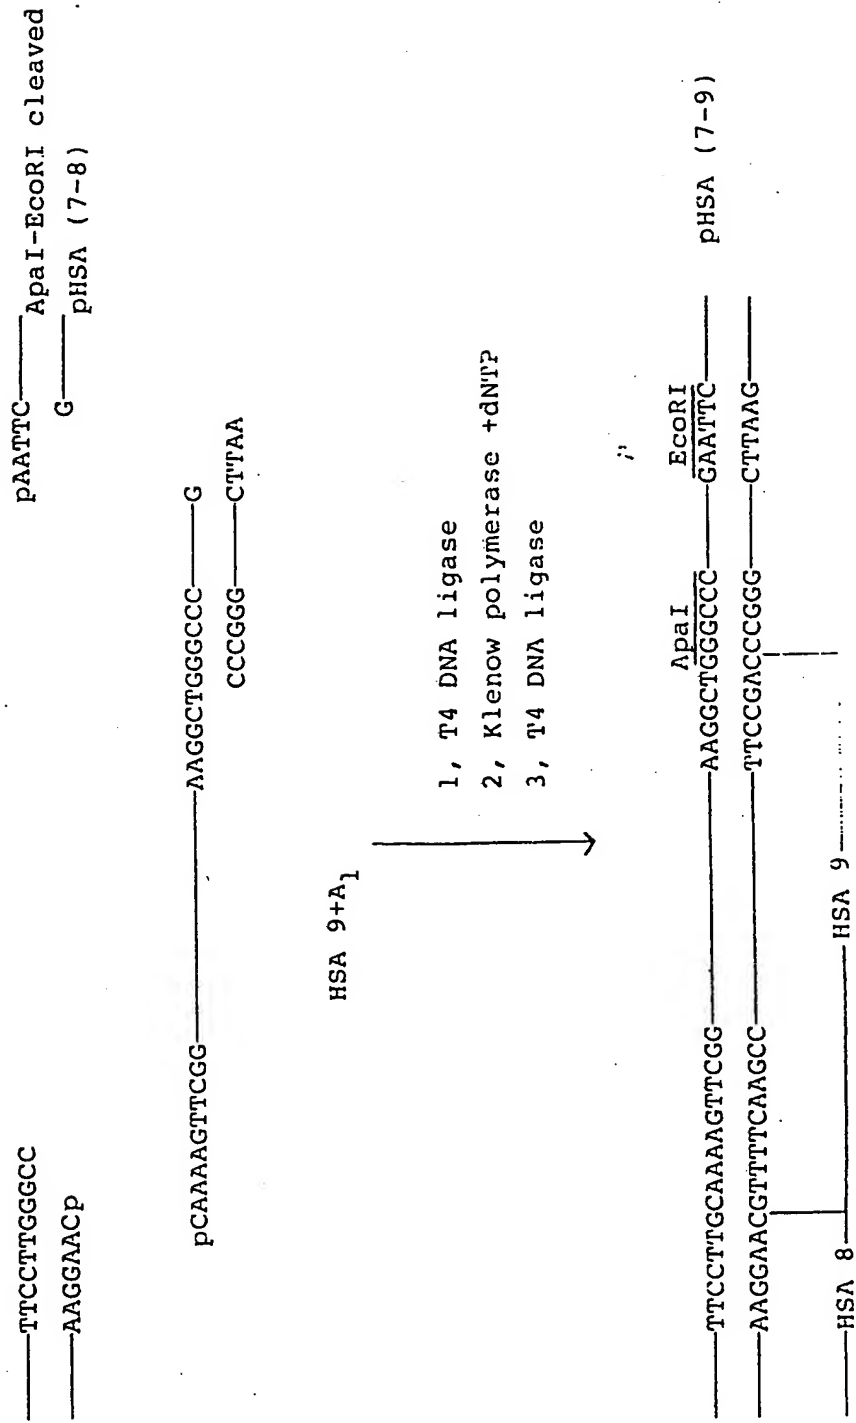 TTCCTTGGGCC
AAGGAACp
pAATTC
ApaI-EcoRI cleaved
G
pHSA (7-8)
pCAAAAGTTCGG
AAGGCTGGGCCC
G
CCCGGG
CTTAA
HSA 9+A1
1, T4 DNA ligase
2, Klenow polymerase +dNTP
3, T4 DNA ligase
ApaI
EcoRI
TTCCTTGCAAAAGTTCGG
AAGGCTGGGCCC
GAATTC
pHSA (7-9)
AAGGAACGTTTTCAAGCC
TTCCGACCCGGG
CTTAAG
HSA 8
HSA 9